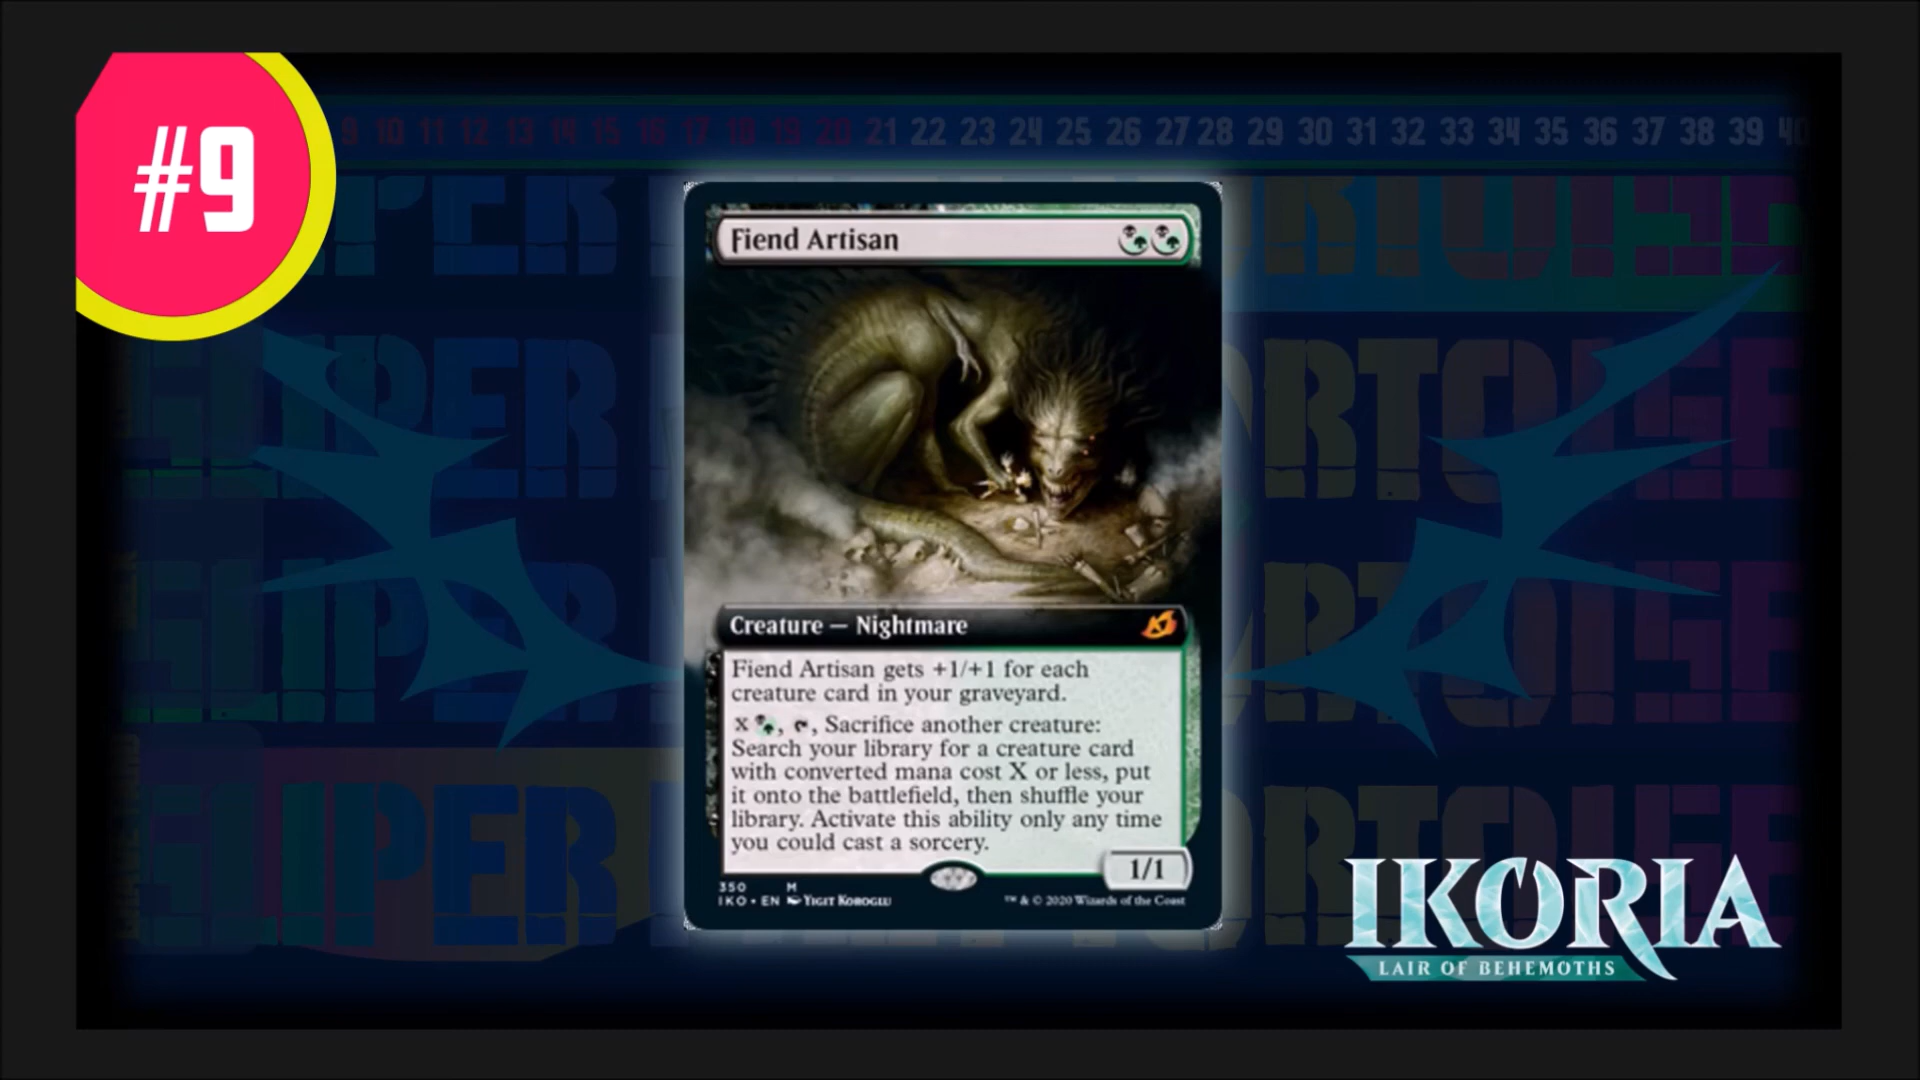 #9
9 10 11 12 13 14 15 16 17 18 19 20 21 22 23 24 25 26 27 28 29 30 31 32 33 34 35 36 37 38 39 40
Fiend Artisan
Creature — Nightmare
Fiend Artisan gets +1/+1 for each
creature card in your graveyard.
X , , Sacrifice another creature:
Search your library for a creature card
with converted mana cost X or less, put
it onto the battlefield, then shuffle your
library. Activate this ability only any time
you could cast a sorcery.
1/1
350 M
IKO • EN YIGIT KOROGLU
™ & © 2020 Wizards of the Coast
IKORIA
LAIR OF BEHEMOTHS